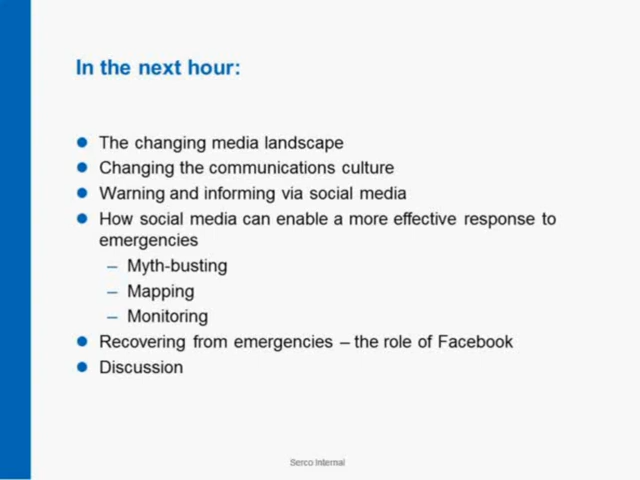 In the next hour:
● The changing media landscape
● Changing the communications culture
● Warning and informing via social media
● How social media can enable a more effective response to
emergencies
– Myth-busting
– Mapping
– Monitoring
● Recovering from emergencies – the role of Facebook
● Discussion
Serco Internal